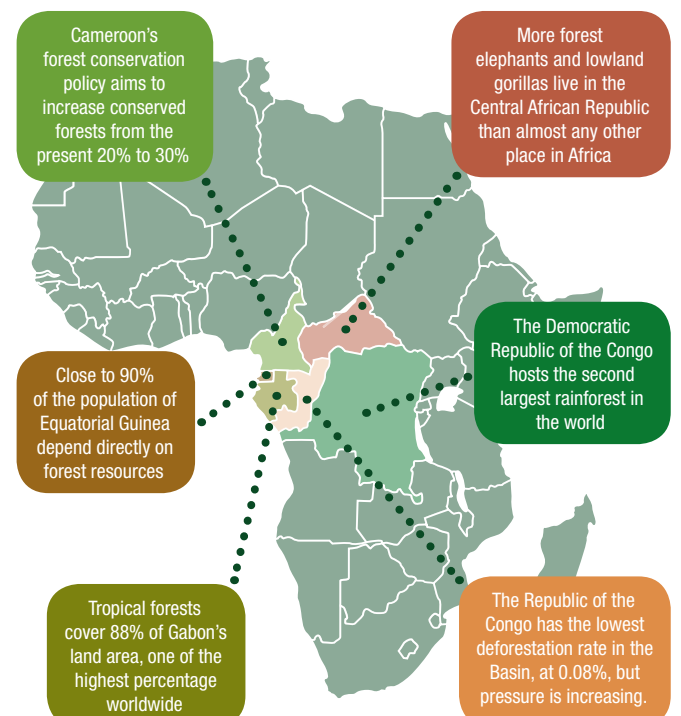 Cameroon's
forest conservation
policy aims to
increase conserved
forests from the
present 20% to 30%
More forest
elephants and lowland
gorillas live in the
Central African Republic
than almost any other
place in Africa
The Democratic
Republic of the Congo
hosts the second
largest rainforest in
the world
Close to 90%
of the population of
Equatorial Guinea
depend directly on
forest resources
Tropical forests
cover 88% of Gabon's
land area, one of the
highest percentage
worldwide
The Republic of the
Congo has the lowest
deforestation rate in the
Basin, at 0.08%, but
pressure is increasing.